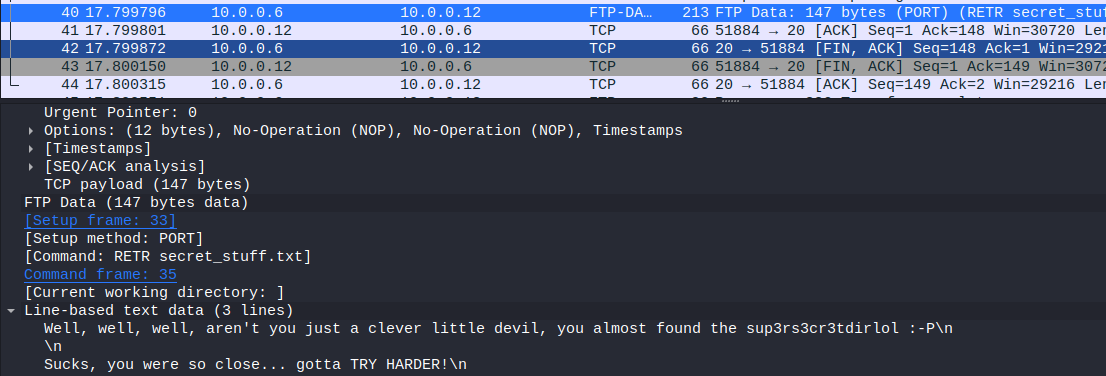 40 17.799796 10.0.0.6 10.0.0.12 FTP-DA… 213 FTP Data: 147 bytes (PORT) (RETR secret_stuf
41 17.799801 10.0.0.12 10.0.0.6 TCP 66 51884 → 20 [ACK] Seq=1 Ack=148 Win=30720 Len
42 17.799872 10.0.0.6 10.0.0.12 TCP 66 20 → 51884 [FIN, ACK] Seq=148 Ack=1 Win=2921
43 17.800150 10.0.0.12 10.0.0.6 TCP 66 51884 → 20 [FIN, ACK] Seq=1 Ack=149 Win=3072
44 17.800315 10.0.0.6 10.0.0.12 TCP 66 20 → 51884 [ACK] Seq=149 Ack=2 Win=29216 Len
Urgent Pointer: 0
Options: (12 bytes), No-Operation (NOP), No-Operation (NOP), Timestamps
[Timestamps]
[SEQ/ACK analysis]
TCP payload (147 bytes)
FTP Data (147 bytes data)
[Setup frame: 33]
[Setup method: PORT]
[Command: RETR secret_stuff.txt]
Command frame: 35
[Current working directory: ]
Line-based text data (3 lines)
Well, well, well, aren't you just a clever little devil, you almost found the sup3rs3cr3tdirlol :-P\n
\n
Sucks, you were so close... gotta TRY HARDER!\n